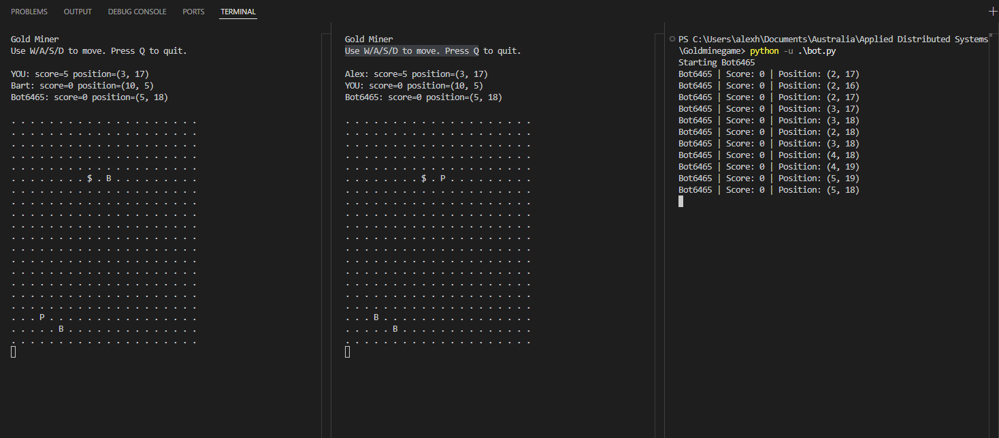 PROBLEMS OUTPUT DEBUG CONSOLE PORTS TERMINAL
Gold Miner
Use W/A/S/D to move. Press Q to quit.
YOU: score=5 position=(3, 17)
Bart: score=0 position=(10, 5)
Bot6465: score=0 position=(5, 18)
. . . . . . . . . . . . . . . . . . . .
. . . . . . . . . . . . . . . . . . . .
. . . . . . . . . . . . . . . . . . . .
. . . . . . . . . . . . . . . . . . . .
. . . . . . . . . . . . . . . . . . . .
. . . . . . . . $ . B . . . . . . . . .
. . . . . . . . . . . . . . . . . . . .
. . . . . . . . . . . . . . . . . . . .
. . . . . . . . . . . . . . . . . . . .
. . . . . . . . . . . . . . . . . . . .
. . . . . . . . . . . . . . . . . . . .
. . . . . . . . . . . . . . . . . . . .
. . . . . . . . . . . . . . . . . . . .
. . . . . . . . . . . . . . . . . . . .
. . . . . . . . . . . . . . . . . . . .
. . . . . . . . . . . . . . . . . . . .
. . . . . . . . . . . . . . . . . . . .
. . . P . . . . . . . . . . . . . . . .
. . . . . B . . . . . . . . . . . . . .
. . . . . . . . . . . . . . . . . . . .
Gold Miner
Use W/A/S/D to move. Press Q to quit.
Alex: score=5 position=(3, 17)
YOU: score=0 position=(10, 5)
Bot6465: score=0 position=(5, 18)
. . . . . . . . . . . . . . . . . . . .
. . . . . . . . . . . . . . . . . . . .
. . . . . . . . . . . . . . . . . . . .
. . . . . . . . . . . . . . . . . . . .
. . . . . . . . . . . . . . . . . . . .
. . . . . . . . $ . P . . . . . . . . .
. . . . . . . . . . . . . . . . . . . .
. . . . . . . . . . . . . . . . . . . .
. . . . . . . . . . . . . . . . . . . .
. . . . . . . . . . . . . . . . . . . .
. . . . . . . . . . . . . . . . . . . .
. . . . . . . . . . . . . . . . . . . .
. . . . . . . . . . . . . . . . . . . .
. . . . . . . . . . . . . . . . . . . .
. . . . . . . . . . . . . . . . . . . .
. . . . . . . . . . . . . . . . . . . .
. . . . . . . . . . . . . . . . . . . .
. . . B . . . . . . . . . . . . . . . .
. . . . . B . . . . . . . . . . . . . .
. . . . . . . . . . . . . . . . . . . .
PS C:\Users\alexh\Documents\Australia\Applied Distributed Systems
\Goldminegame> python -u .\bot.py
Starting Bot6465
Bot6465 | Score: 0 | Position: (2, 17)
Bot6465 | Score: 0 | Position: (2, 16)
Bot6465 | Score: 0 | Position: (2, 17)
Bot6465 | Score: 0 | Position: (3, 17)
Bot6465 | Score: 0 | Position: (3, 18)
Bot6465 | Score: 0 | Position: (2, 18)
Bot6465 | Score: 0 | Position: (3, 18)
Bot6465 | Score: 0 | Position: (4, 18)
Bot6465 | Score: 0 | Position: (4, 19)
Bot6465 | Score: 0 | Position: (5, 19)
Bot6465 | Score: 0 | Position: (5, 18)